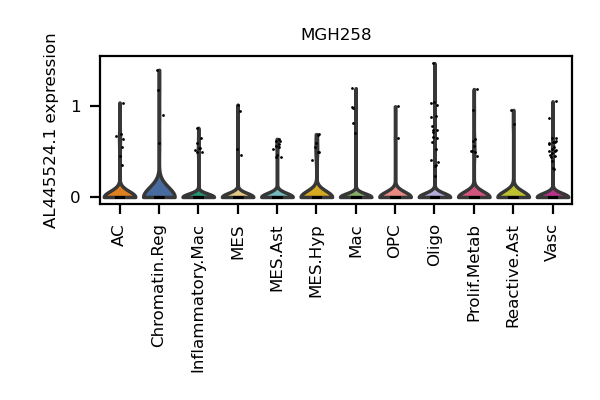 MGH258
AL445524.1 expression
1
0
AC
Chromatin.Reg
Inflammatory.Mac
MES
MES.Ast
MES.Hyp
Mac
OPC
Oligo
Prolif.Metab
Reactive.Ast
Vasc